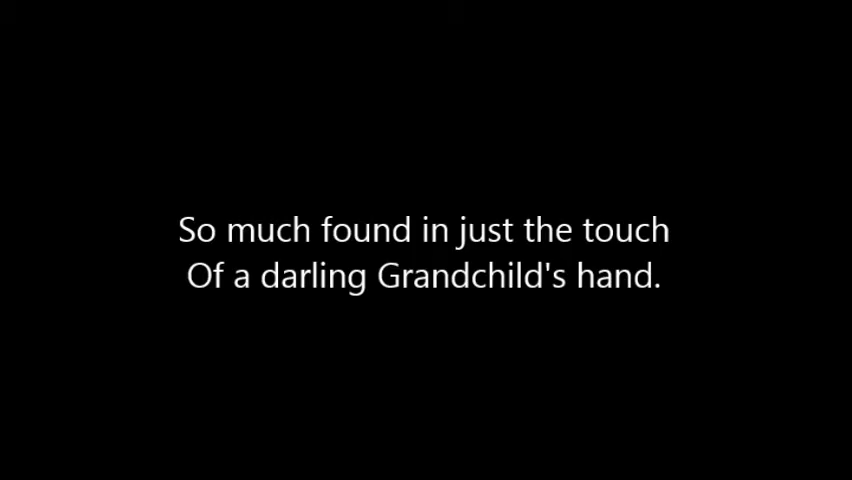 So much found in just the touch
Of a darling Grandchild's hand.